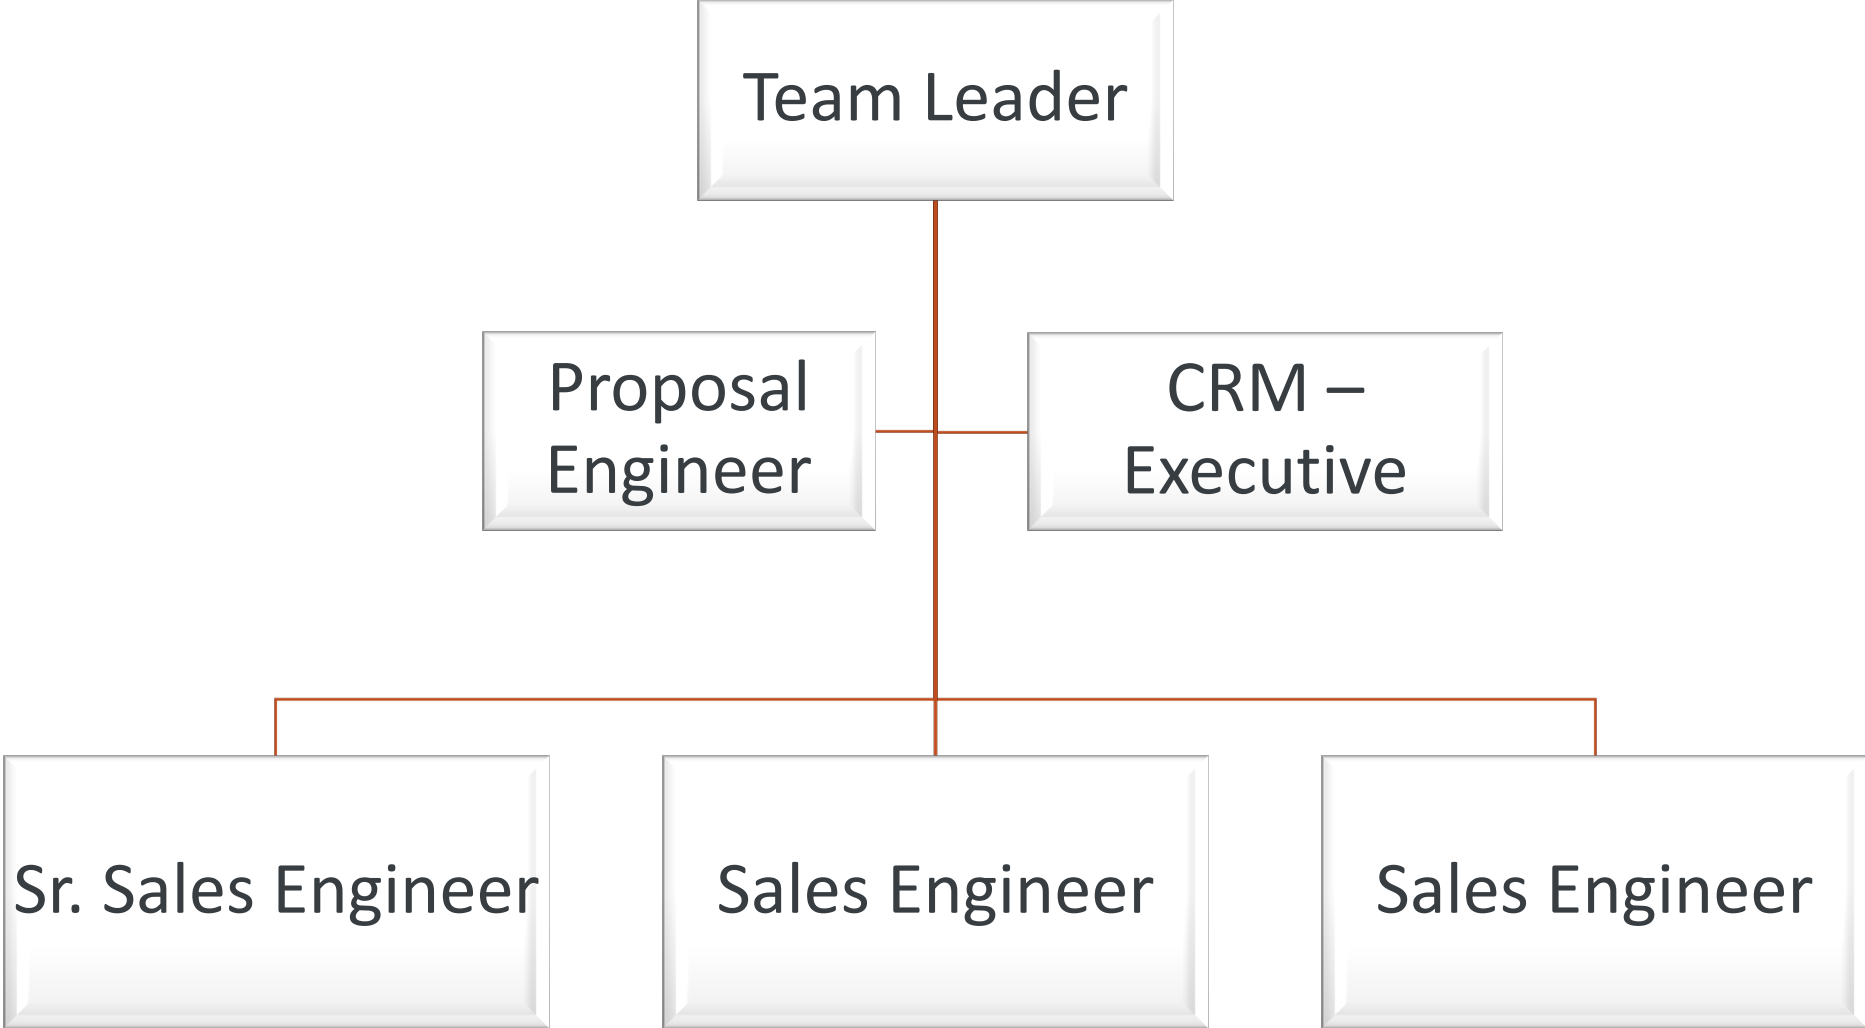 Team Leader
Proposal
Engineer
CRM –
Executive
Sr. Sales Engineer
Sales Engineer
Sales Engineer